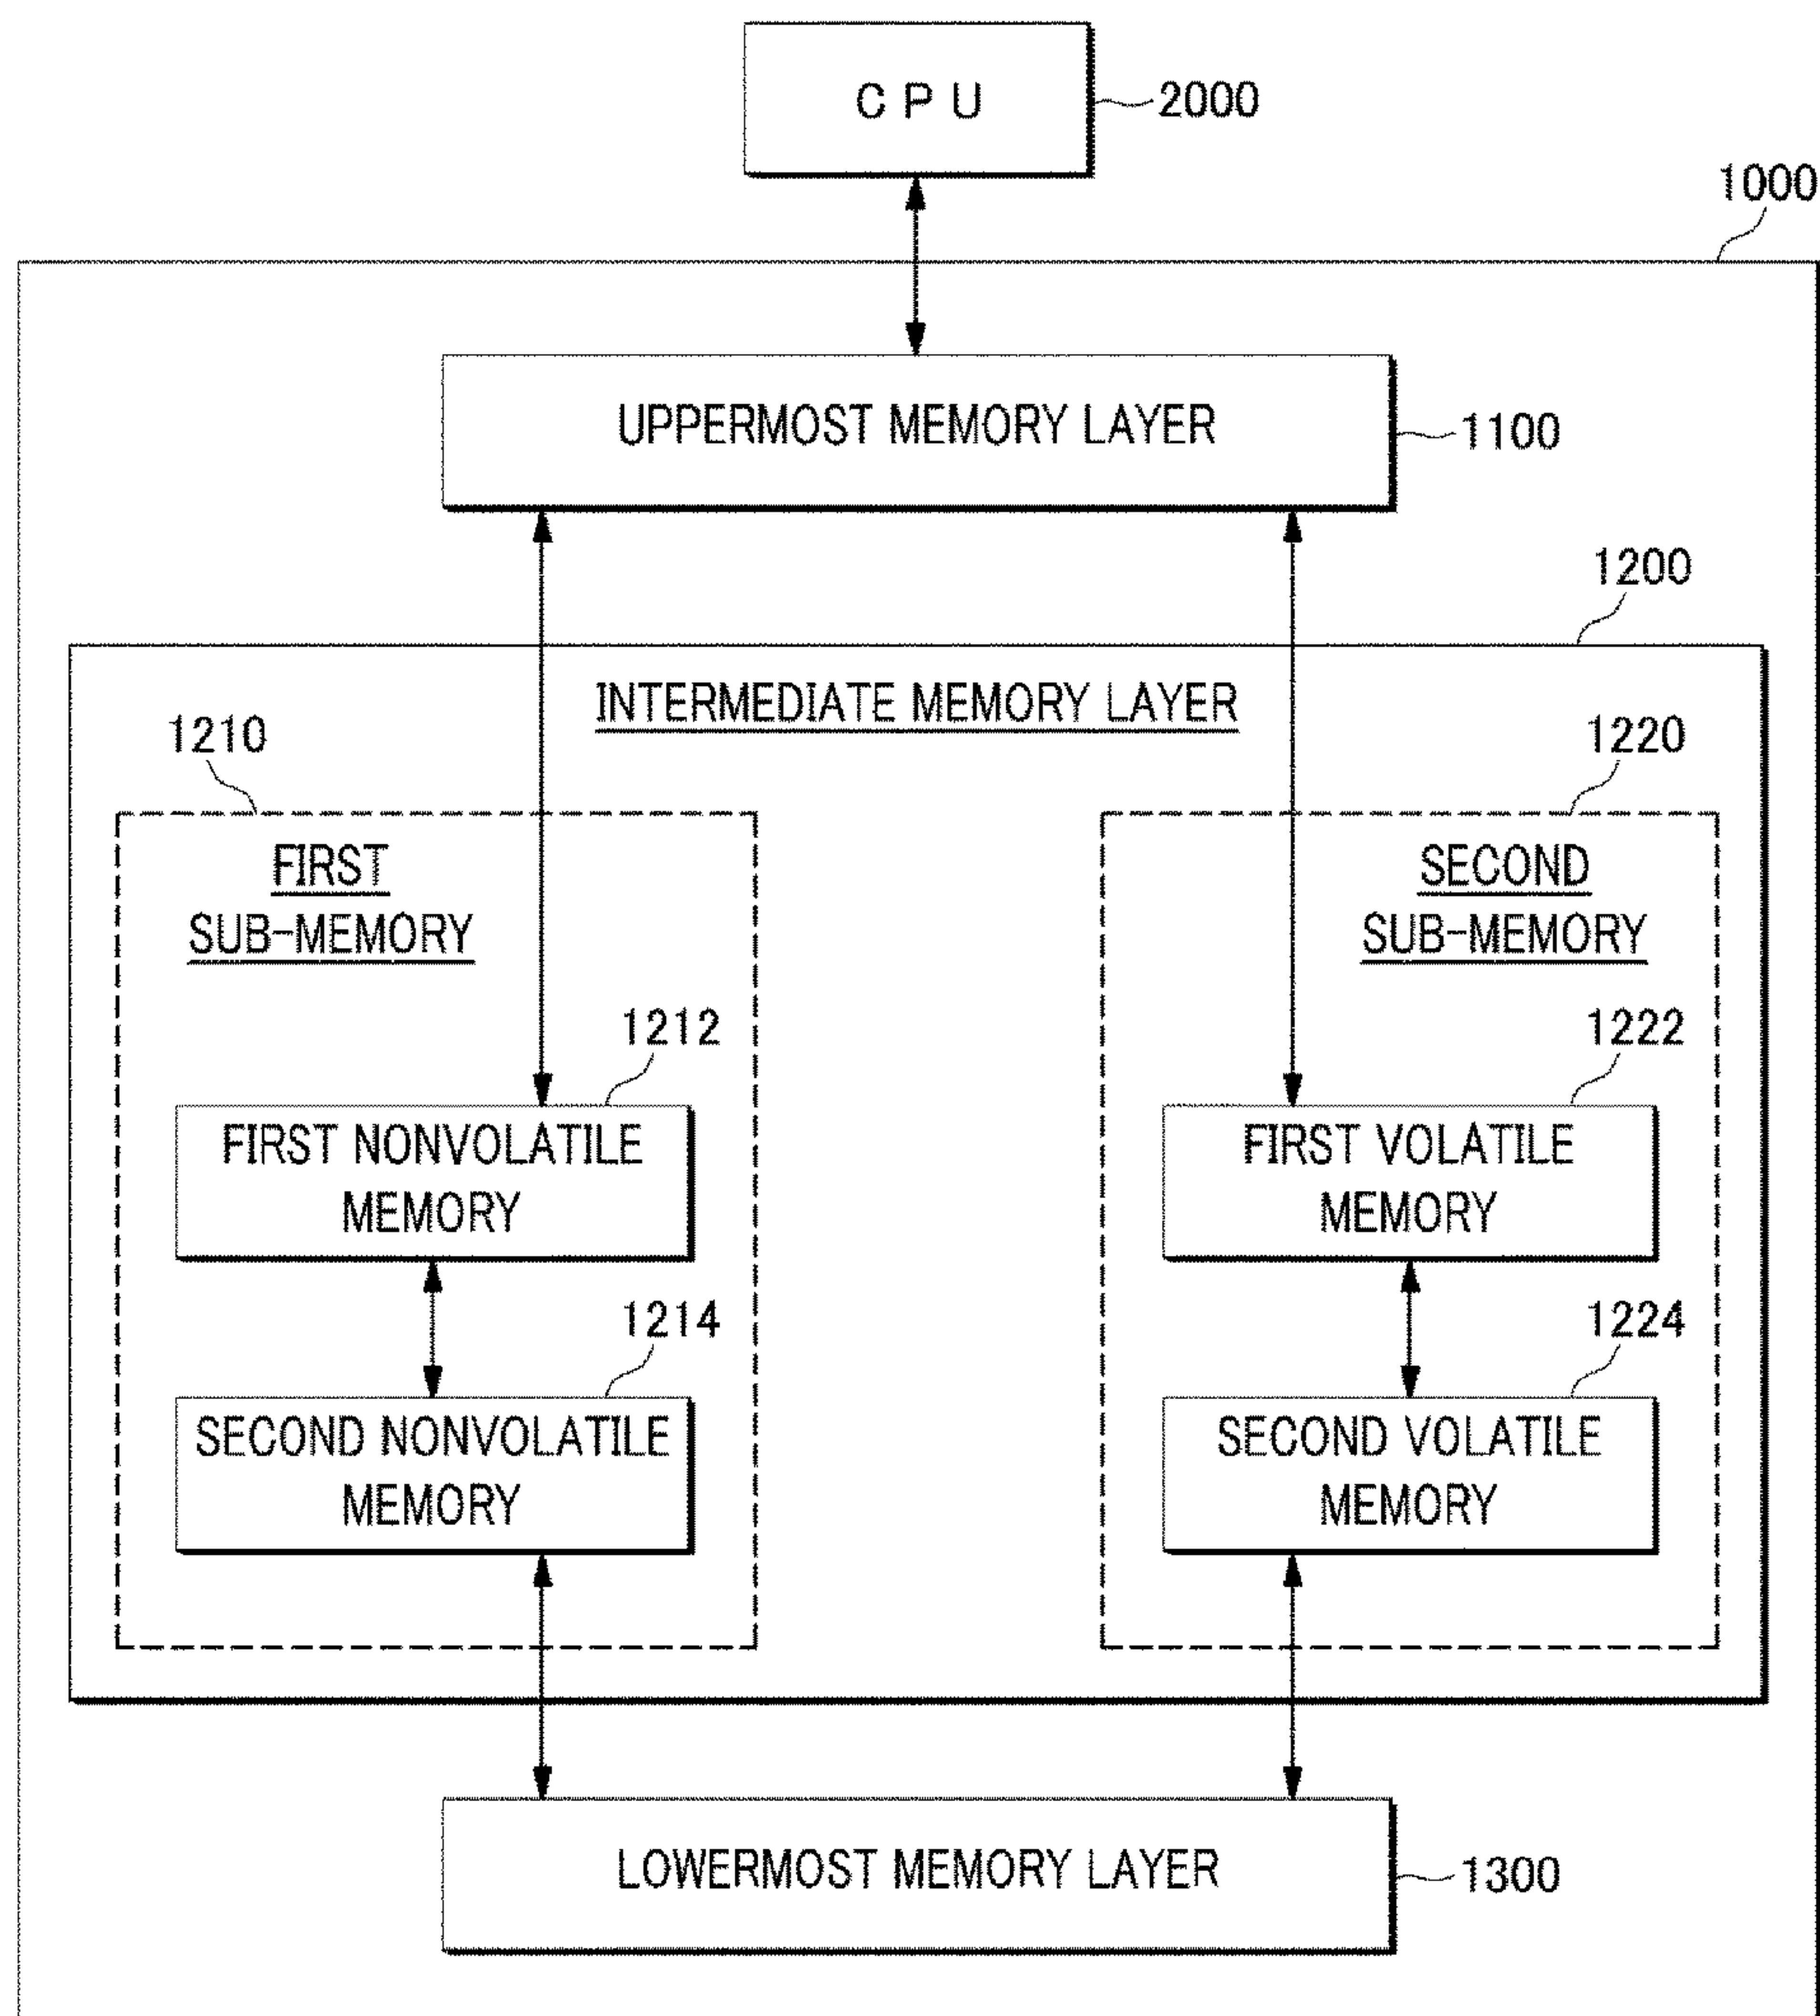 C P U
2000
1000
UPPERMOST MEMORY LAYER
1100
1200
INTERMEDIATE MEMORY LAYER
1210
1220
FIRST
SUB-MEMORY
SECOND
SUB-MEMORY
1212
1222
FIRST NONVOLATILE
MEMORY
FIRST VOLATILE
MEMORY
1214
1224
SECOND NONVOLATILE
MEMORY
SECOND VOLATILE
MEMORY
LOWERMOST MEMORY LAYER
1300